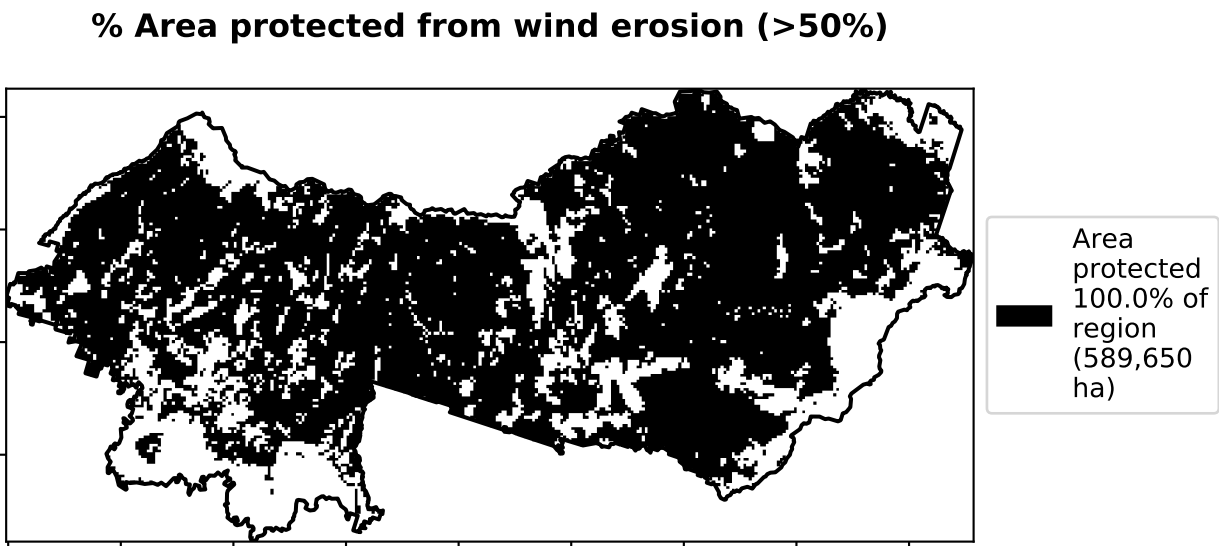 % Area protected from wind erosion (>50%)
Area
protected
100.0% of
region
(589,650
ha)